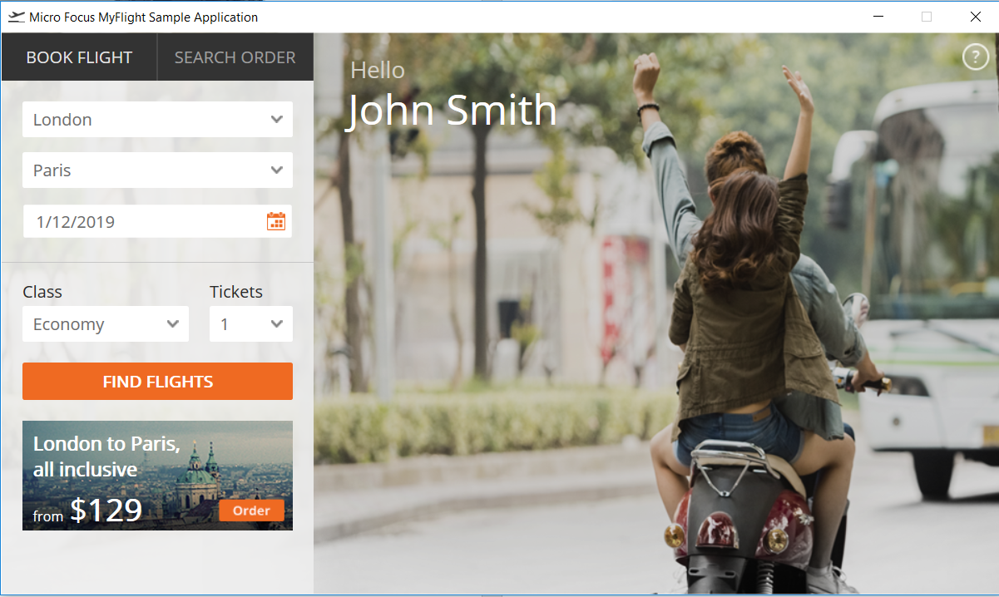 Micro Focus MyFlight Sample Application
BOOK FLIGHT
SEARCH ORDER
Hello
John Smith
?
London
Paris
1/12/2019
Class
Tickets
Economy
1
FIND FLIGHTS
London to Paris,
all inclusive
from $129
Order